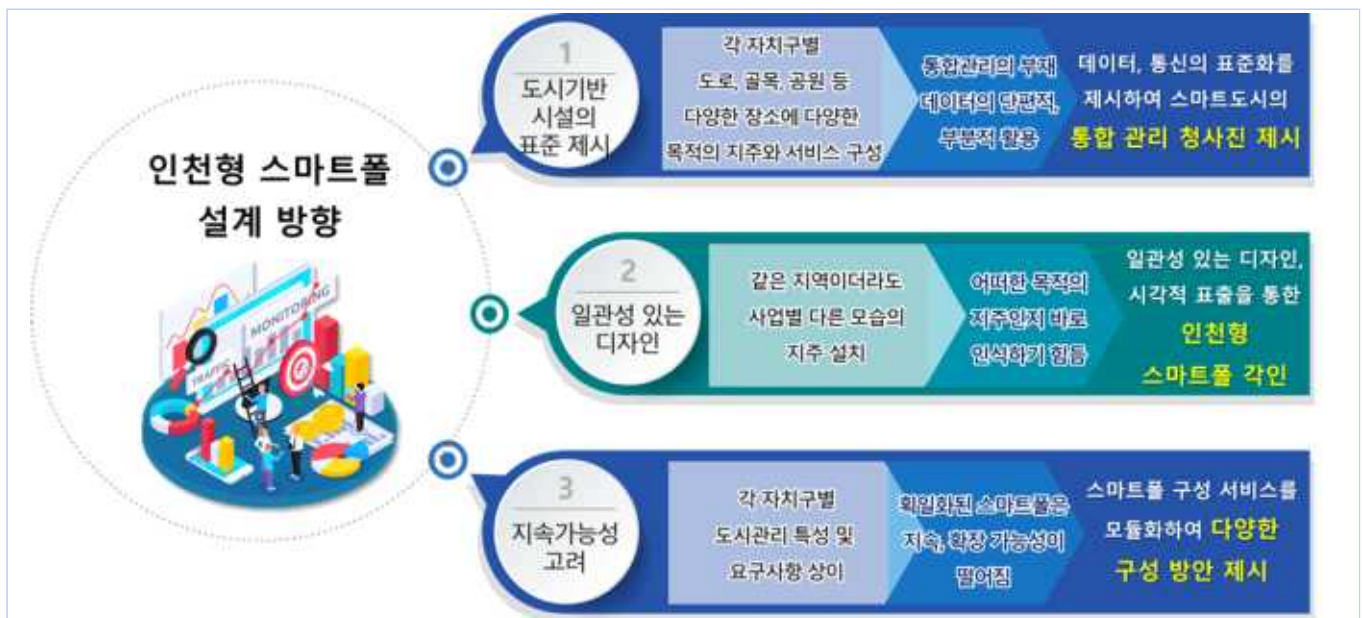 인천형 스마트폴
설계 방향
MONITORING
TRAFFIC
1
도시기반
시설의
표준 제시
각 자치구별
도로, 골목, 공원 등
다양한 장소에 다양한
목적의 지주와 서비스 구성
통합관리의 부재
데이터의 단편적,
부분적 활용
데이터, 통신의 표준화를
제시하여 스마트도시의
통합 관리 청사진 제시
2
일관성 있는
디자인
같은 지역이더라도
사업별 다른 모습의
지주 설치
어떠한 목적의
지주인지 바로
인식하기 힘듦
일관성 있는 디자인,
시각적 표출을 통한
인천형
스마트폴 각인
3
지속가능성
고려
각 자치구별
도시관리 특성 및
요구사항 상이
획일화된 스마트폴은
지속, 확장 가능성이
떨어짐
스마트폴 구성 서비스를
모듈화하여 다양한
구성 방안 제시